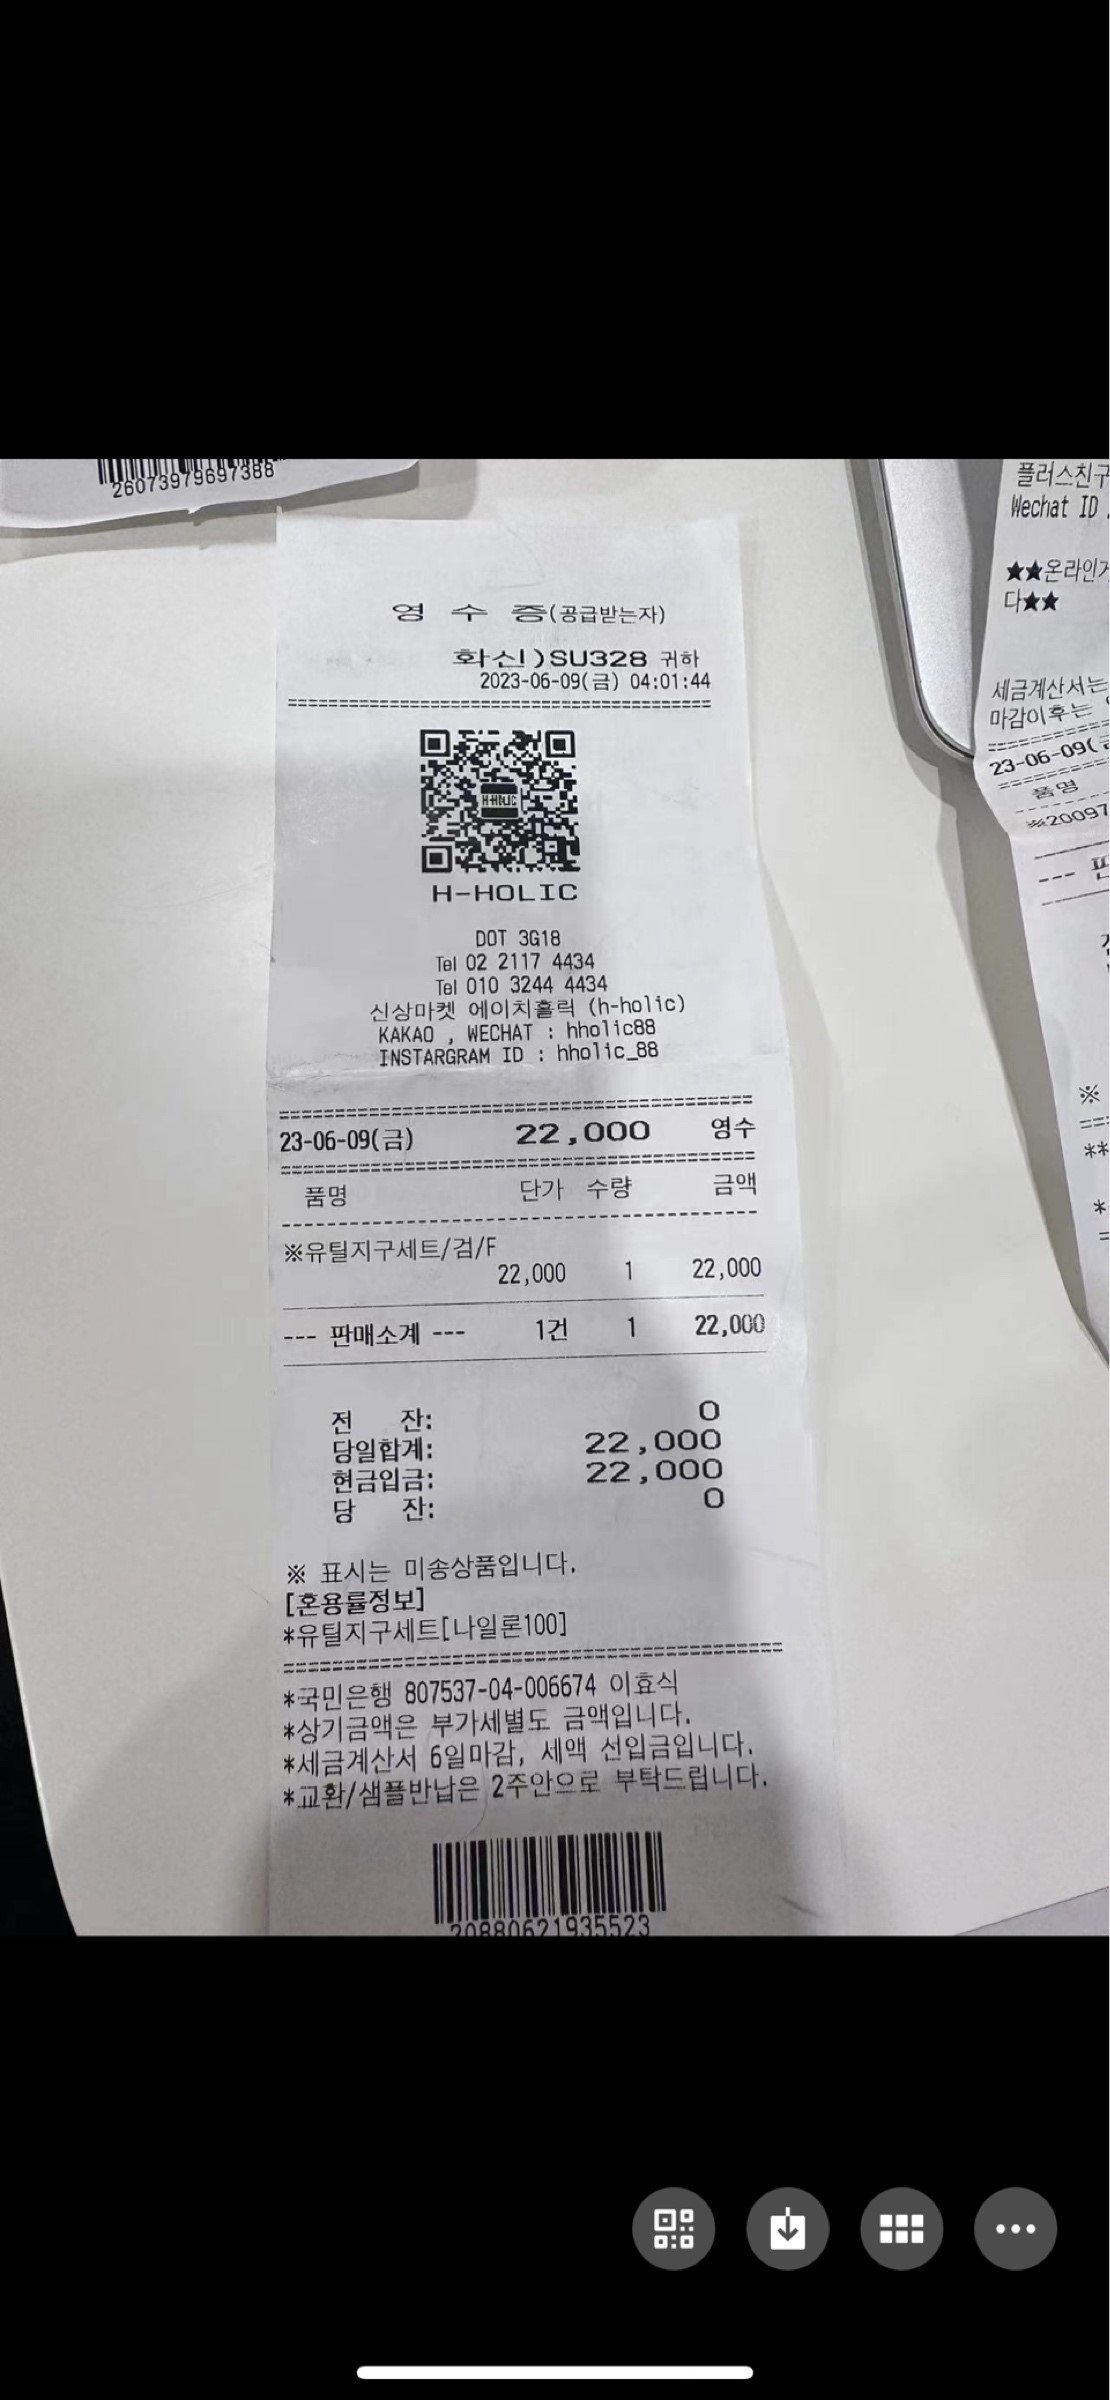 26073979697388
영 수 증(공급받는자)
화신)SU328 귀하
2023-06-09(금) 04:01:44
H-HOLIC
H-HOLIC
DOT 3G18
Tel 02 2117 4434
Tel 010 3244 4434
신상마켓 에이치홀릭 (h-holic)
KAKAO , WECHAT : hholic88
INSTARGRAM ID : hholic_88
23-06-09(금) 22,000 영수
품명 단가 수량 금액
※유틸지구세트/검/F
22,000 1 22,000
--- 판매소계 --- 1건 1 22,000
전 잔: 0
당일합계: 22,000
현금입금: 22,000
당 잔: 0
※ 표시는 미송상품입니다.
[혼용률정보]
*유틸지구세트[나일론100]
*국민은행 807537-04-006674 이효식
*상기금액은 부가세별도 금액입니다.
*세금계산서 6일마감, 세액 선입금입니다.
*교환/샘플반납은 2주안으로 부탁드립니다.
20880621935523
플러스친구
Wechat ID
★★온라인
다★★
세금계산서는
마감이후는
23-06-09(
품명
※20097
---
※
**
*